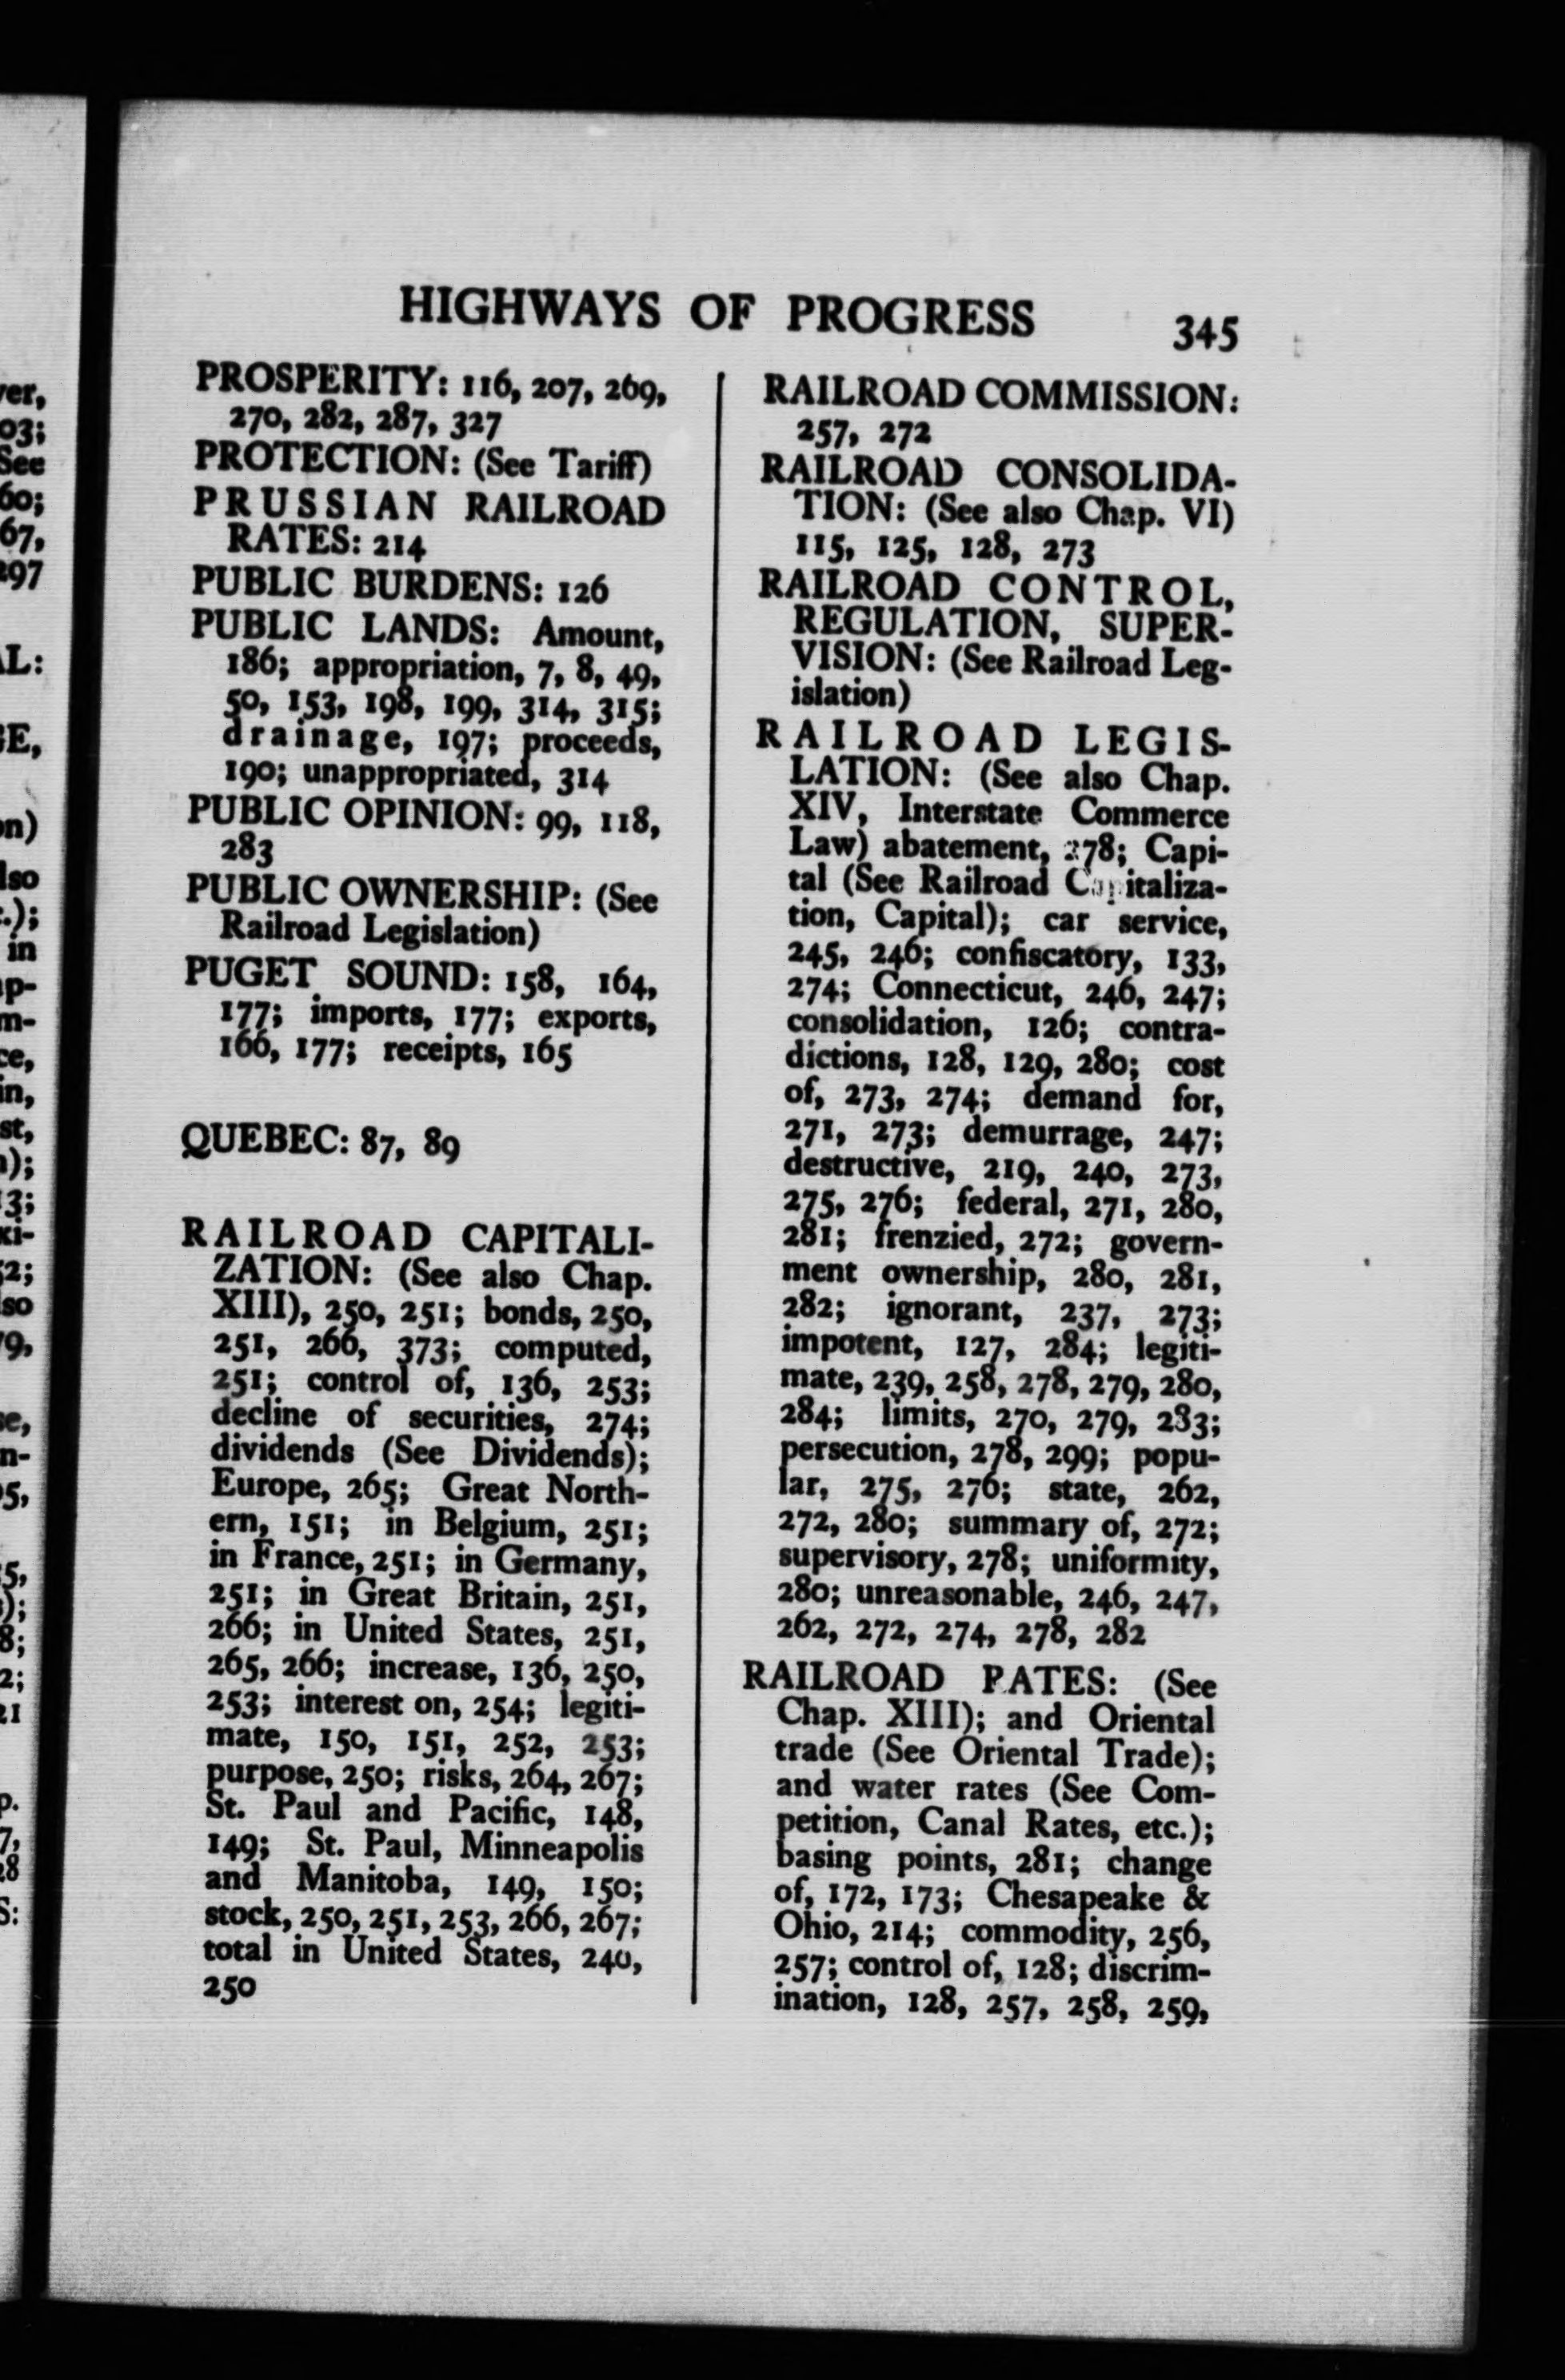 HIGHWAYS OF PROGRESS 345
PROSPERITY: 116, 207, 269,
270, 282, 287, 327
PROTECTION: (See Tariff)
PRUSSIAN RAILROAD
RATES: 214
PUBLIC BURDENS: 126
PUBLIC LANDS: Amount,
186; appropriation, 7, 8, 49,
50, 153, 198, 199, 314, 315;
drainage, 197; proceeds,
190; unappropriated, 314
PUBLIC OPINION: 99, 118,
283
PUBLIC OWNERSHIP: (See
Railroad Legislation)
PUGET SOUND: 158, 164,
177; imports, 177; exports,
166, 177; receipts, 165
QUEBEC: 87, 89
RAILROAD CAPITALI-
ZATION: (See also Chap.
XIII), 250, 251; bonds, 250,
251, 266, 373; computed,
251; control of, 136, 253;
decline of securities, 274;
dividends (See Dividends);
Europe, 265; Great North-
ern, 151; in Belgium, 251;
in France, 251; in Germany,
251; in Great Britain, 251,
266; in United States, 251,
265, 266; increase, 136, 250,
253; interest on, 254; legiti-
mate, 150, 151, 252, 253;
purpose, 250; risks, 264, 267;
St. Paul and Pacific, 148,
149; St. Paul, Minneapolis
and Manitoba, 149, 150;
stock, 250, 251, 253, 266, 267;
total in United States, 240,
250
RAILROAD COMMISSION:
257, 272
RAILROAD CONSOLIDA-
TION: (See also Chap. VI)
115, 125, 128, 273
RAILROAD CONTROL,
REGULATION, SUPER-
VISION: (See Railroad Leg-
islation)
RAILROAD LEGIS-
LATION: (See also Chap.
XIV, Interstate Commerce
Law) abatement, 278; Capi-
tal (See Railroad Capitaliza-
tion, Capital); car service,
245, 246; confiscatory, 133,
274; Connecticut, 246, 247;
consolidation, 126; contra-
dictions, 128, 129, 280; cost
of, 273, 274; demand for,
271, 273; demurrage, 247;
destructive, 219, 240, 273,
275, 276; federal, 271, 280,
281; frenzied, 272; govern-
ment ownership, 280, 281,
282; ignorant, 237, 273;
impotent, 127, 284; legiti-
mate, 239, 258, 278, 279, 280,
284; limits, 270, 279, 283;
persecution, 278, 299; popu-
lar, 275, 276; state, 262,
272, 280; summary of, 272;
supervisory, 278; uniformity,
280; unreasonable, 246, 247,
262, 272, 274, 278, 282
RAILROAD RATES: (See
Chap. XIII); and Oriental
trade (See Oriental Trade);
and water rates (See Com-
petition, Canal Rates, etc.);
basing points, 281; change
of, 172, 173; Chesapeake &
Ohio, 214; commodity, 256,
257; control of, 128; discrim-
ination, 128, 257, 258, 259,